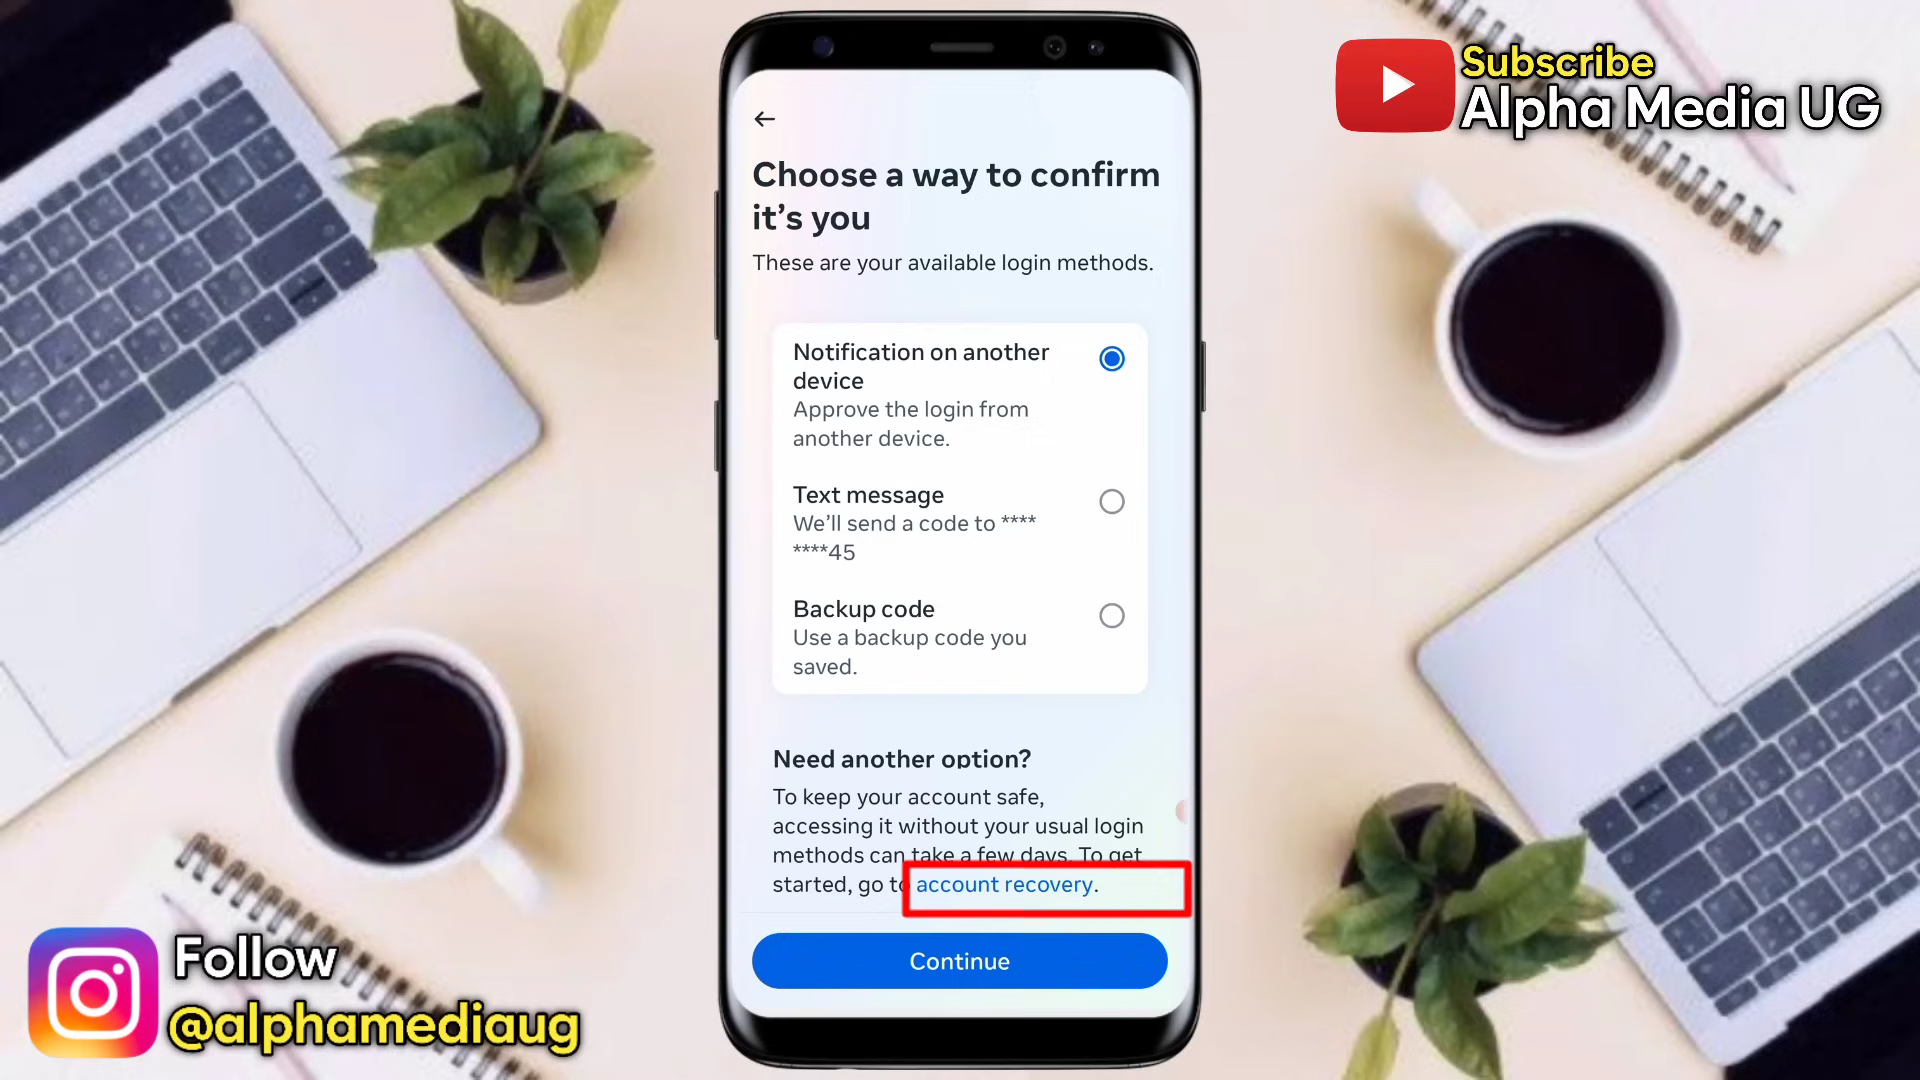 Subscribe
Alpha Media UG
Choose a way to confirm
it's you
These are your available login methods.
Notification on another
device
Approve the login from
another device.
Text message
We'll send a code to ****
****45
Backup code
Use a backup code you
saved.
Need another option?
To keep your account safe,
accessing it without your usual login
methods can take a few days. To get
started, go to account recovery.
Continue
Follow
@alphamediaug